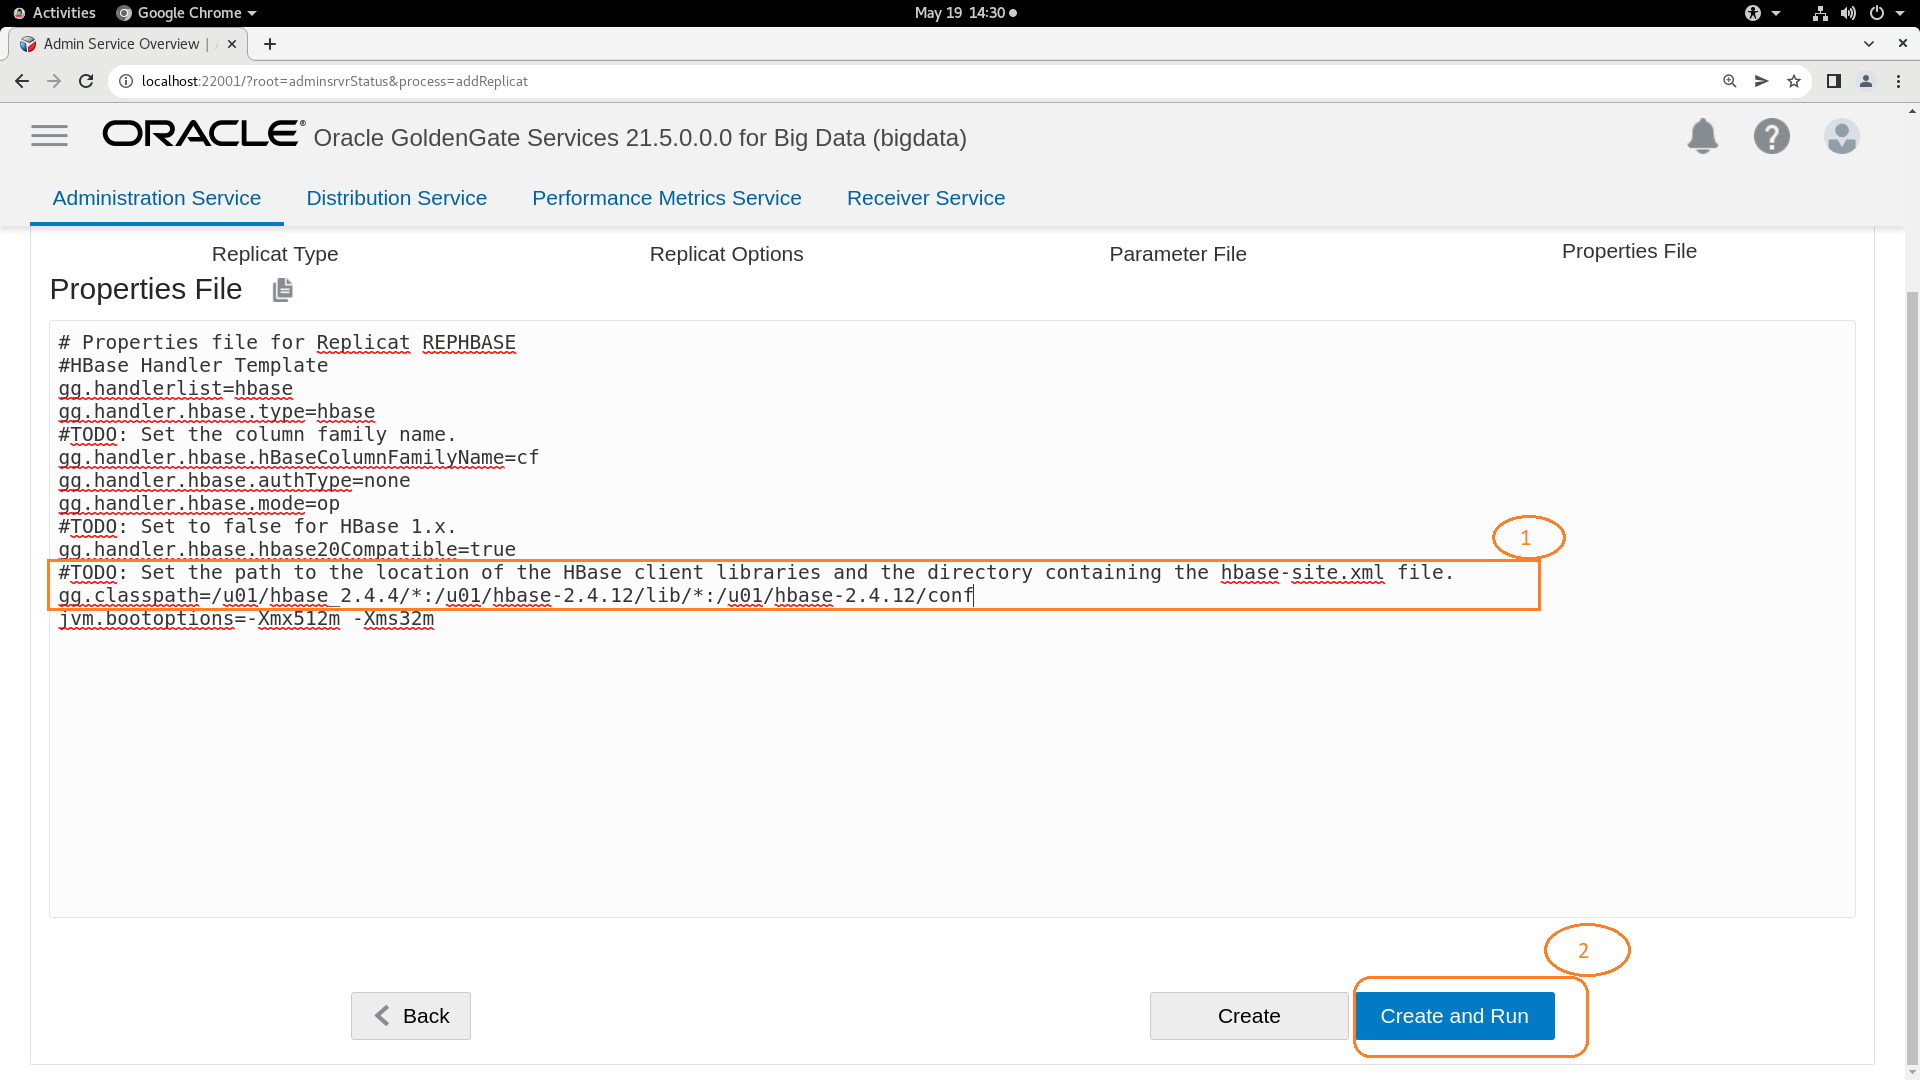 Activities Google Chrome May 19 14:30
Admin Service Overview |
localhost:22001/?root=adminsrvrStatus&process=addReplicat
ORACLE® Oracle GoldenGate Services 21.5.0.0.0 for Big Data (bigdata)
Administration Service Distribution Service Performance Metrics Service Receiver Service
Replicat Type Replicat Options Parameter File Properties File
Properties File
# Properties file for Replicat REPHBASE
#HBase Handler Template
gg.handlerlist=hbase
gg.handler.hbase.type=hbase
#TODO: Set the column family name.
gg.handler.hbase.hBaseColumnFamilyName=cf
gg.handler.hbase.authType=none
gg.handler.hbase.mode=op
#TODO: Set to false for HBase 1.x.
gg.handler.hbase.hbase20Compatible=true
1
#TODO: Set the path to the location of the HBase client libraries and the directory containing the hbase-site.xml file.
gg.classpath=/u01/hbase_2.4.4/*:/u01/hbase-2.4.12/lib/*:/u01/hbase-2.4.12/conf
jvm.bootoptions=-Xmx512m -Xms32m
2
Back Create Create and Run